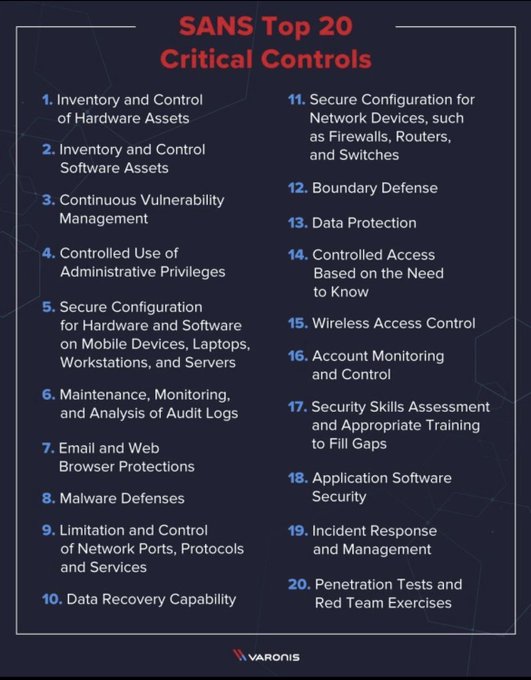 SANS Top 20
Critical Controls
1. Inventory and Control
of Hardware Assets
2. Inventory and Control
Software Assets
3. Continuous Vulnerability
Management
4. Controlled Use of
Administrative Privileges
5. Secure Configuration
for Hardware and Software
on Mobile Devices, Laptops,
Workstations, and Servers
6. Maintenance, Monitoring,
and Analysis of Audit Logs
7. Email and Web
Browser Protections
8. Malware Defenses
9. Limitation and Control
of Network Ports, Protocols
and Services
10. Data Recovery Capability
11. Secure Configuration for
Network Devices, such
as Firewalls, Routers,
and Switches
12. Boundary Defense
13. Data Protection
14. Controlled Access
Based on the Need
to Know
15. Wireless Access Control
16. Account Monitoring
and Control
17. Security Skills Assessment
and Appropriate Training
to Fill Gaps
18. Application Software
Security
19. Incident Response
and Management
20. Penetration Tests and
Red Team Exercises
VARONIS